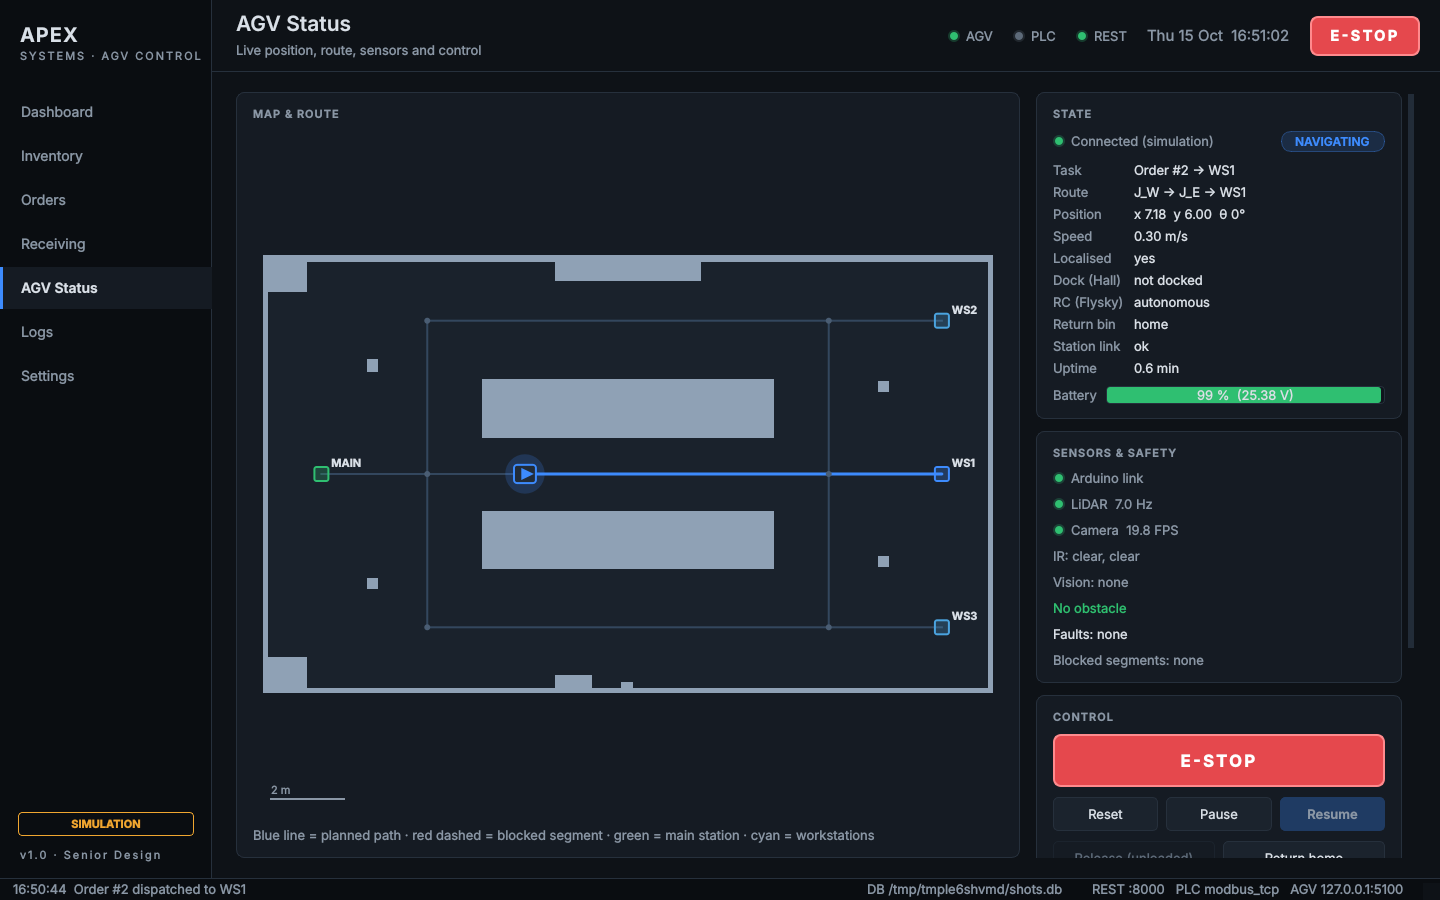 APEX
SYSTEMS · AGV CONTROL
Dashboard
Inventory
Orders
Receiving
AGV Status
Logs
Settings
SIMULATION
v1.0 · Senior Design
AGV Status
Live position, route, sensors and control
AGV PLC REST Thu 15 Oct 16:51:02 E-STOP
MAP & ROUTE
WS2
MAIN
WS1
WS3
2 m
Blue line = planned path · red dashed = blocked segment · green = main station · cyan = workstations
STATE
Connected (simulation) NAVIGATING
Task Order #2 → WS1
Route J_W → J_E → WS1
Position x 7.18 y 6.00 θ 0°
Speed 0.30 m/s
Localised yes
Dock (Hall) not docked
RC (Flysky) autonomous
Return bin home
Station link ok
Uptime 0.6 min
Battery 99 % (25.38 V)
SENSORS & SAFETY
Arduino link
LiDAR 7.0 Hz
Camera 19.8 FPS
IR: clear, clear
Vision: none
No obstacle
Faults: none
Blocked segments: none
CONTROL
E-STOP
Reset Pause Resume
Release (unloaded) Return home
16:50:44 Order #2 dispatched to WS1
DB /tmp/tmple6shvmd/shots.db REST :8000 PLC modbus_tcp AGV 127.0.0.1:5100